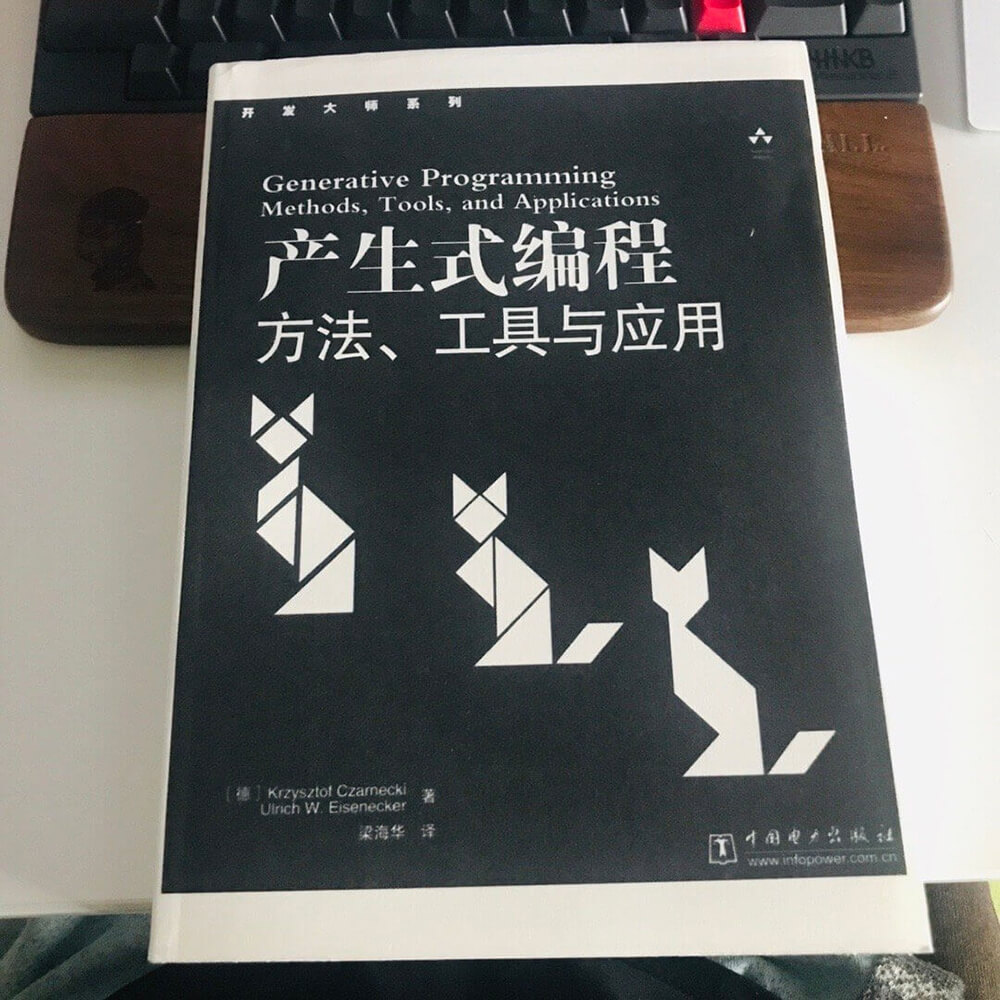 HHKB
ALL.
开发大师系列
Generative Programming
Methods, Tools, and Applications
产生式编程
方法、工具与应用
[德] Krzysztof Czarnecki
Ulrich W. Eisenecker 著
梁海华 译
中国电力出版社
www.infopower.com.cn